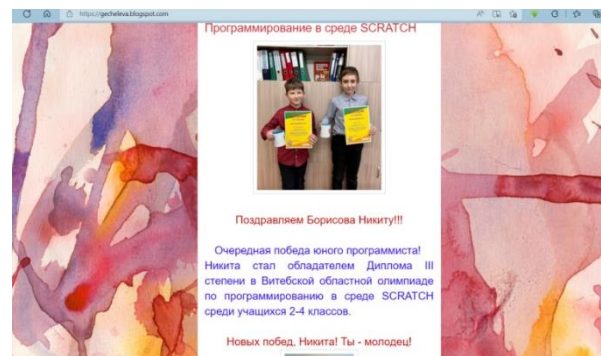 https://gecheleva.blogspot.com
Программирование в среде SCRATCH
Поздравляем Борисова Никиту!!!
Очередная победа юного программиста!
Никита стал обладателем Диплома III
степени в Витебской областной олимпиаде
по программированию в среде SCRATCH
среди учащихся 2-4 классов.
Новых побед, Никита! Ты - молодец!